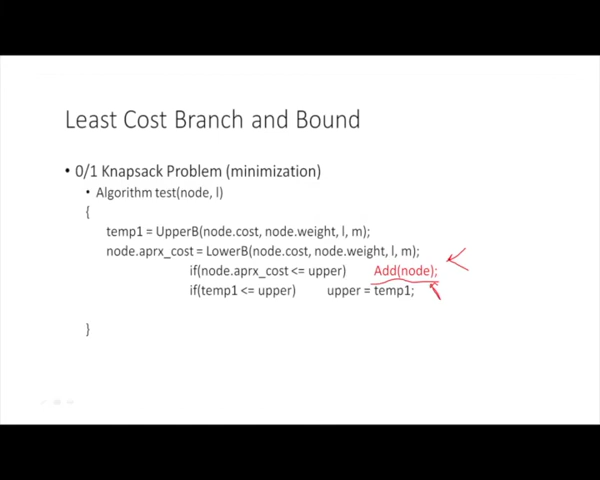 Least Cost Branch and Bound
• 0/1 Knapsack Problem (minimization)
• Algorithm test(node, l)
{
temp1 = UpperB(node.cost, node.weight, l, m);
node.aprx_cost = LowerB(node.cost, node.weight, l, m);
if(node.aprx_cost <= upper) Add(node);
if(temp1 <= upper) upper = temp1;
}